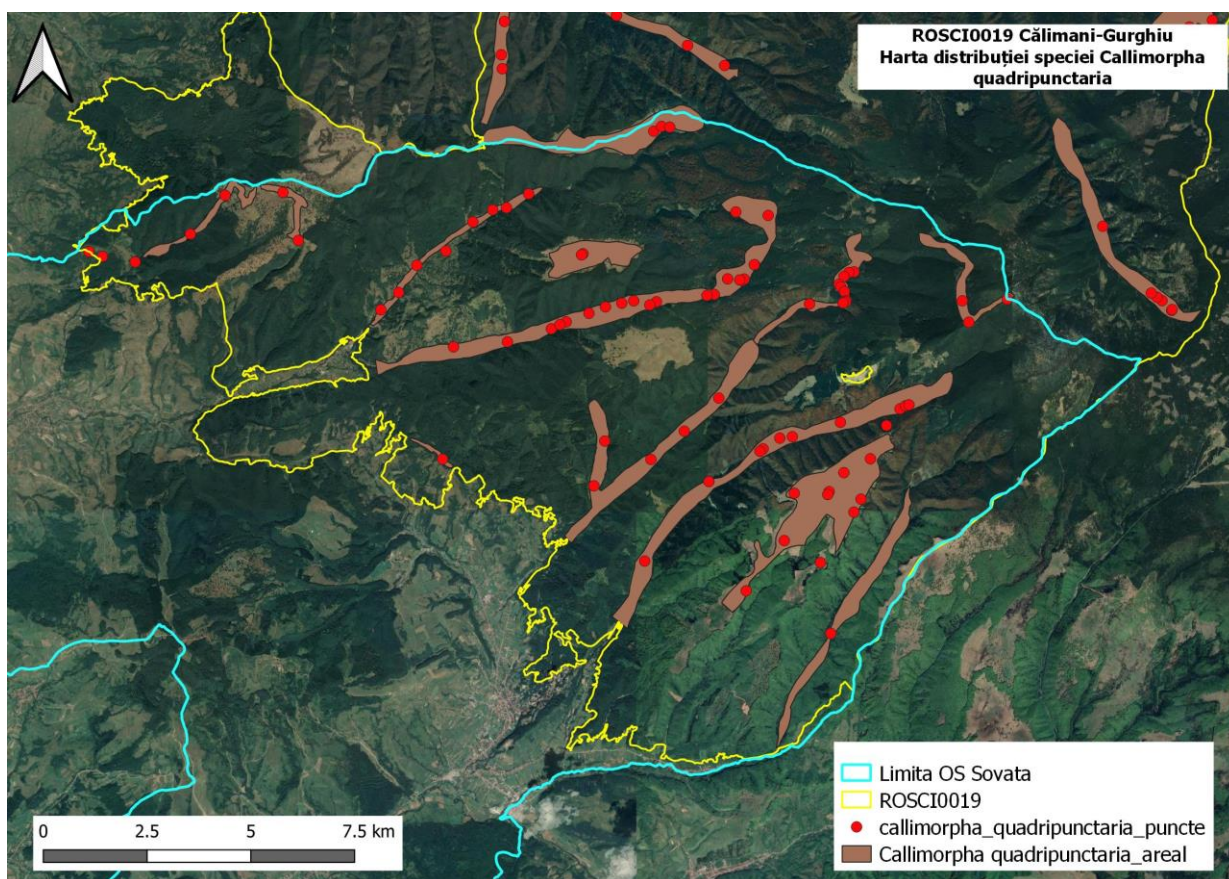 ROSCI0019 Călimani-Gurghiu
Harta distribuției speciei Callimorpha
quadripunctaria
Limita OS Sovata
ROSCI0019
callimorpha_quadripunctaria_puncte
Callimorpha quadripunctaria_areal
0 2.5 5 7.5 km